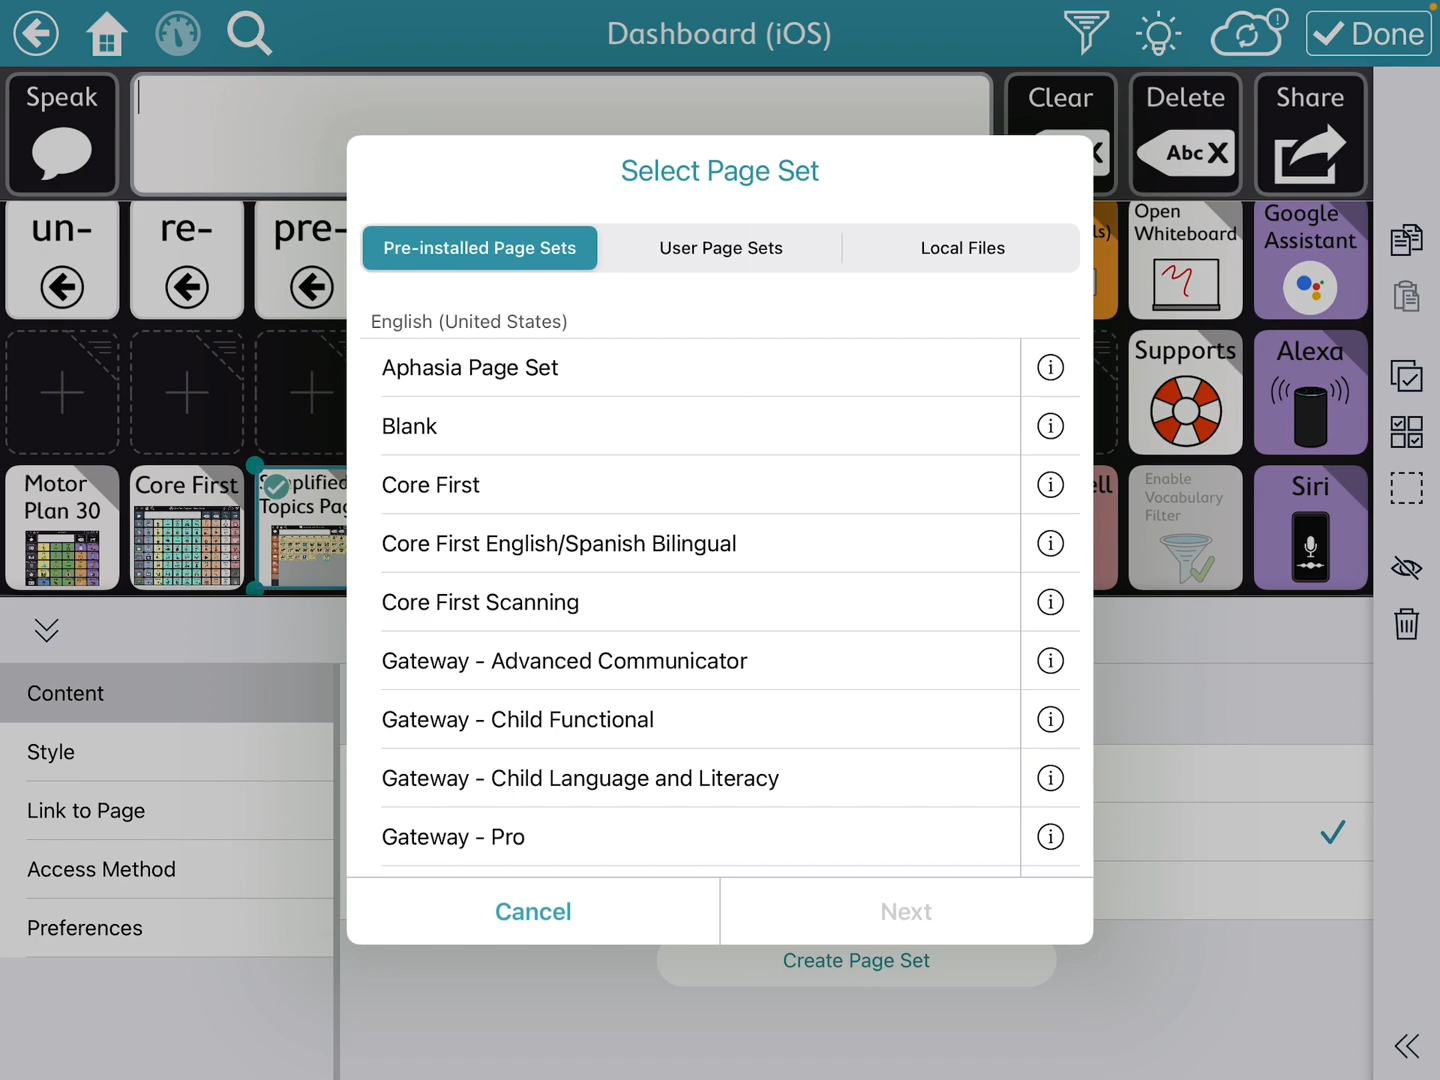 Dashboard (iOS)
Done
Speak
Clear
Delete
Share
Abc X
Select Page Set
un-
re-
pre-
Open
Whiteboard
Google
Assistant
Pre-installed Page Sets
User Page Sets
Local Files
English (United States)
Aphasia Page Set
Blank
Core First
Core First English/Spanish Bilingual
Core First Scanning
Gateway - Advanced Communicator
Gateway - Child Functional
Gateway - Child Language and Literacy
Gateway - Pro
Cancel
Next
Supports
Alexa
Motor
Plan 30
Core First
Topics
Enable
Vocabulary
Filter
Siri
Content
Style
Link to Page
Access Method
Preferences
Create Page Set